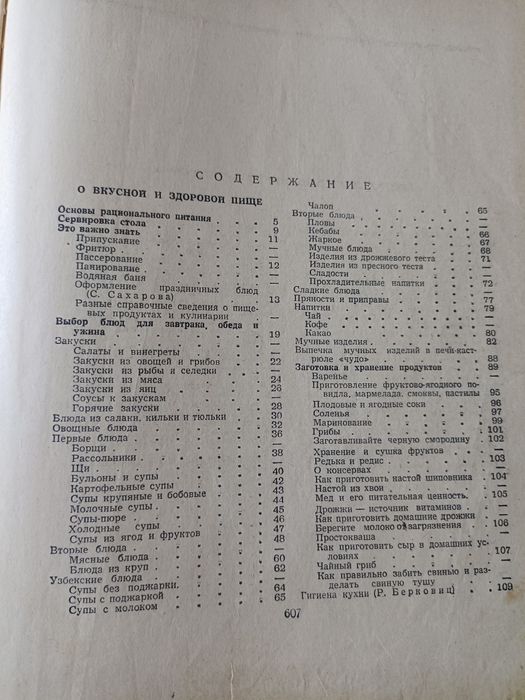 СОДЕРЖАНИЕ
О ВКУСНОЙ И ЗДОРОВОЙ ПИЩЕ
Основы рационального питания . . . 5
Сервировка стола . . . . 9
Это важно знать . . . . 11
Припускание . . . . —
Фритюр . . . . —
Пассерование . . . . —
Панирование . . . . 12
Водяная баня . . . . —
Оформление праздничных блюд
(С. Сахарова) . . . . 13
Разные справочные сведения о пище-
вых продуктах и кулинарии . . —
Выбор блюд для завтрака, обеда и
ужина . . . . 19
Закуски . . . . —
Салаты и винегреты . . . —
Закуски из овощей и грибов . . 22
Закуски из рыбы и селедки . . —
Закуски из мяса . . . 24
Закуски из яиц . . . 26
Соусы к закускам . . . —
Горячие закуски . . . 28
Блюда из салаки, кильки и тюльки . . 30
Овощные блюда . . . . 32
Первые блюда . . . . 36
Борщи . . . . —
Рассольники . . . . 38
Щи . . . . —
Бульоны и супы . . . 40
Картофельные супы . . . 42
Супы крупяные и бобовые . . 43
Молочные супы . . . 44
Супы-пюре . . . . 45
Холодные супы . . . 46
Супы из ягод и фруктов . . 47
Вторые блюда . . . . 48
Мясные блюда . . . —
Блюда из круп . . . 60
Узбекские блюда . . . 62
Супы без поджарки . . . —
Супы с поджаркой . . . 64
Супы с молоком . . . 65
Чалоп . . . . 65
Вторые блюда . . . . —
Пловы . . . . —
Кебабы . . . . 66
Жаркое . . . . 67
Мучные блюда . . . 68
Изделия из дрожжевого теста . . 71
Изделия из пресного теста . . —
Сладости . . . . —
Прохладительные напитки . . 72
Сладкие блюда . . . . —
Пряности и приправы . . . 77
Напитки . . . . 79
Чай . . . . —
Кофе . . . . —
Какао . . . . 80
Мучные изделия . . . . 82
Выпечка мучных изделий в печи-каст-
рюле «чудо» . . . . 88
Заготовка и хранение продуктов . . 89
Варенье . . . . —
Приготовление фруктово-ягодного по-
видла, мармелада, смоквы, пастилы 95
Плодовые и ягодные соки . . 96
Соленья . . . . 97
Маринование . . . . 99
Грибы . . . . 101
Заготавливайте черную смородину . 102
Хранение и сушка фруктов . . —
Редька и редис . . . 103
О консервах . . . . —
Как приготовить настой шиповника . 104
Настой из хвои . . . —
Мед и его питательная ценность . 105
Дрожжи — источник витаминов . —
Как приготовить домашние дрожжи . —
Берегите молоко от загрязнения . 106
Простокваша . . . . —
Как приготовить сыр в домашних ус-
ловиях . . . . 107
Чайный гриб . . . . —
Как правильно забить свинью и раз-
делать свиную тушу . . . —
Гигиена кухни (Р. Беркович) . . 109
607